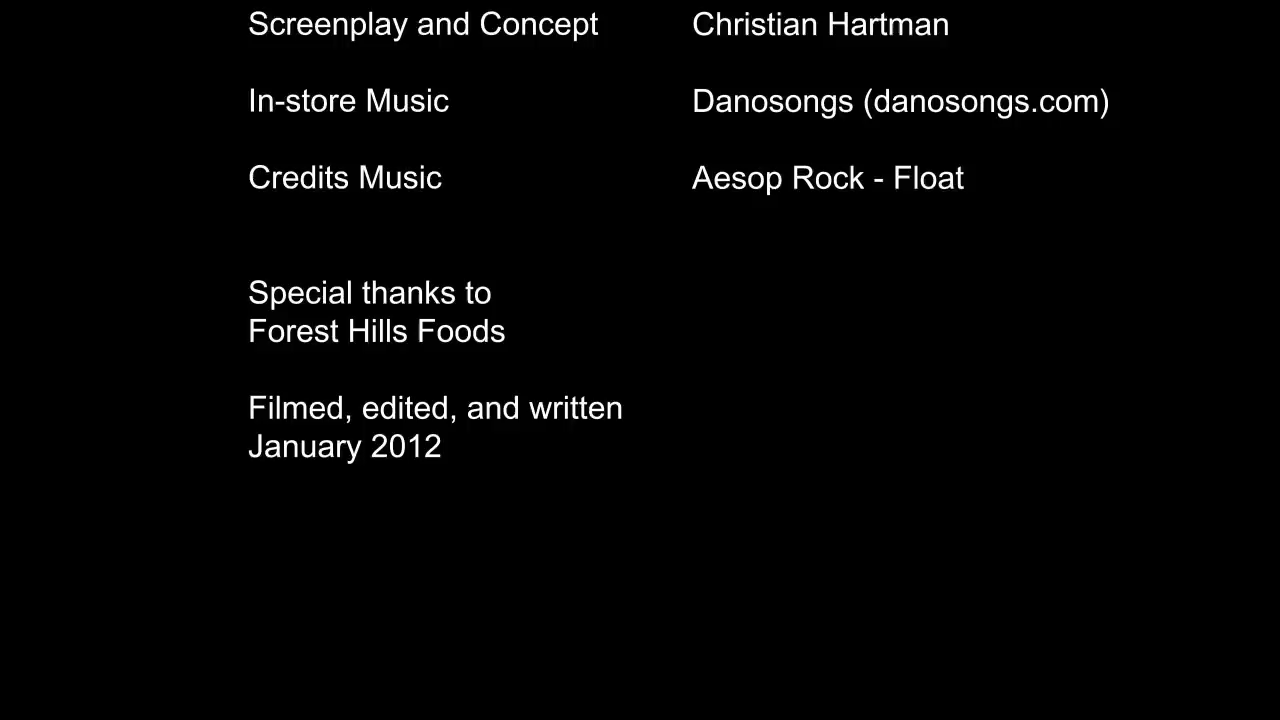 Screenplay and Concept Christian Hartman
In-store Music Danosongs (danosongs.com)
Credits Music Aesop Rock - Float
Special thanks to
Forest Hills Foods
Filmed, edited, and written
January 2012